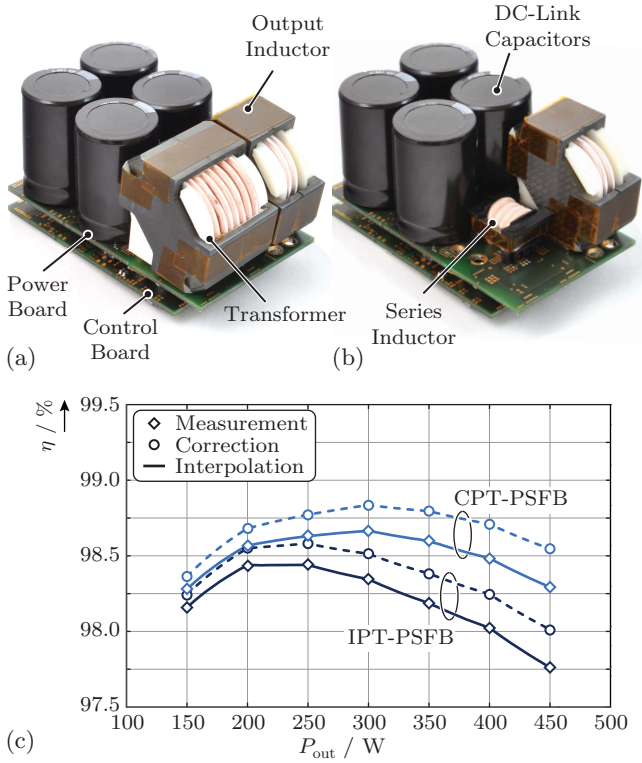 Output
Inductor
DC-Link
Capacitors
Power
Board
Control
Board
Transformer
Series
Inductor
(a)
(b)
η / %
99.5
99.0
98.5
98.0
97.5
Measurement
Correction
Interpolation
CPT-PSFB
IPT-PSFB
100 150 200 250 300 350 400 450 500
P_out / W
(c)